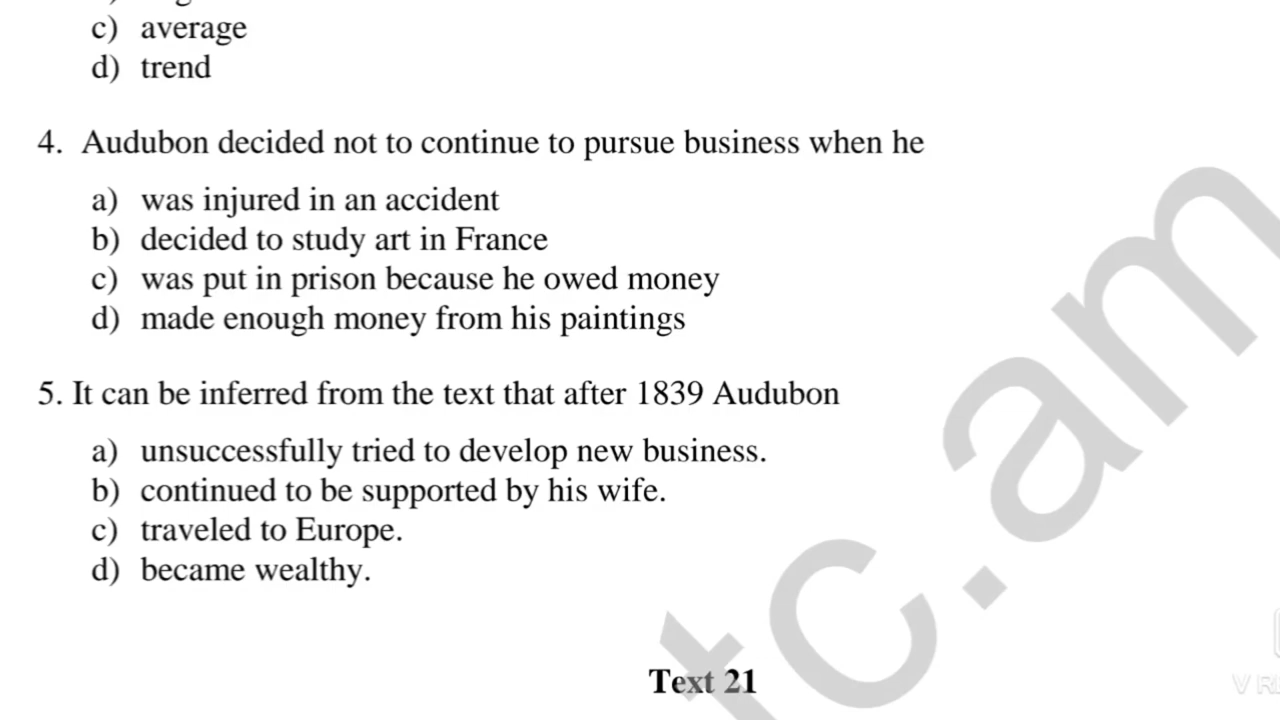 c) average
d) trend
4. Audubon decided not to continue to pursue business when he
a) was injured in an accident
b) decided to study art in France
c) was put in prison because he owed money
d) made enough money from his paintings
5. It can be inferred from the text that after 1839 Audubon
a) unsuccessfully tried to develop new business.
b) continued to be supported by his wife.
c) traveled to Europe.
d) became wealthy.
tc.am
Text 21